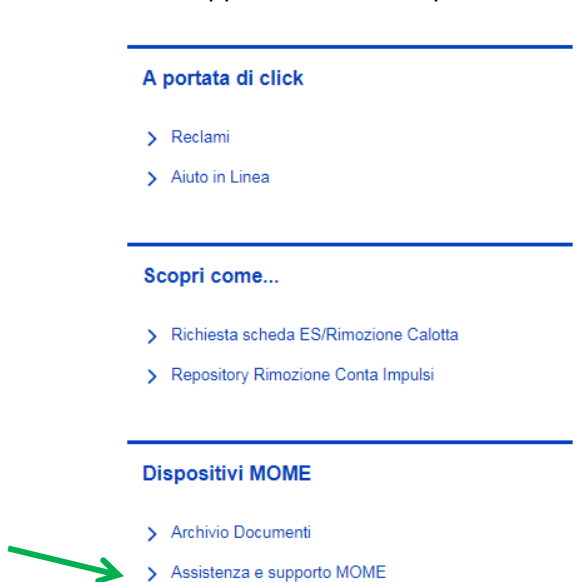 A portata di click
Reclami
Aiuto in Linea
Scopri come...
Richiesta scheda ES/Rimozione Calotta
Repository Rimozione Conta Impulsi
Dispositivi MOME
Archivio Documenti
Assistenza e supporto MOME